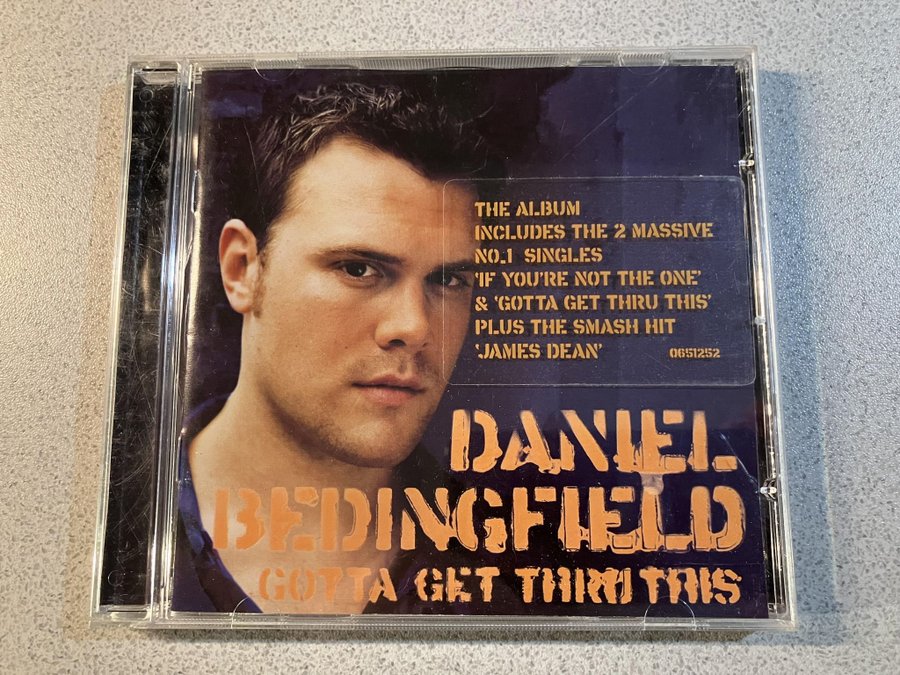 THE ALBUM
INCLUDES THE 2 MASSIVE
NO.1 SINGLES
'IF YOU'RE NOT THE ONE'
& 'GOTTA GET THRU THIS'
PLUS THE SMASH HIT
'JAMES DEAN' 0651252
DANIEL
BEDINGFIELD
GOTTA GET THRU THIS